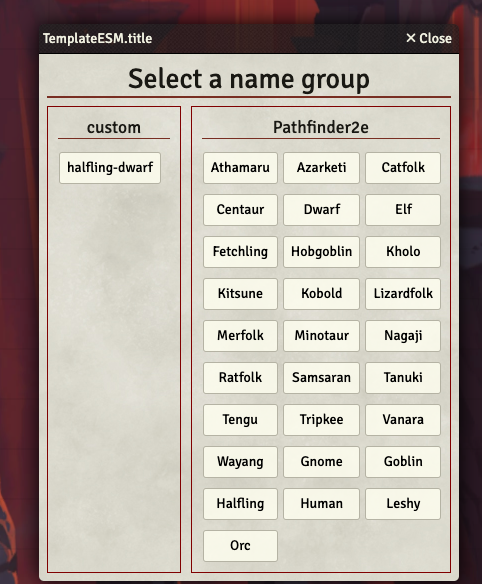 TemplateESM.title
× Close
Select a name group
custom
halfling-dwarf
Pathfinder2e
Athamaru Azarketi Catfolk
Centaur Dwarf Elf
Fetchling Hobgoblin Kholo
Kitsune Kobold Lizardfolk
Merfolk Minotaur Nagaji
Ratfolk Samsaran Tanuki
Tengu Tripkee Vanara
Wayang Gnome Goblin
Halfling Human Leshy
Orc